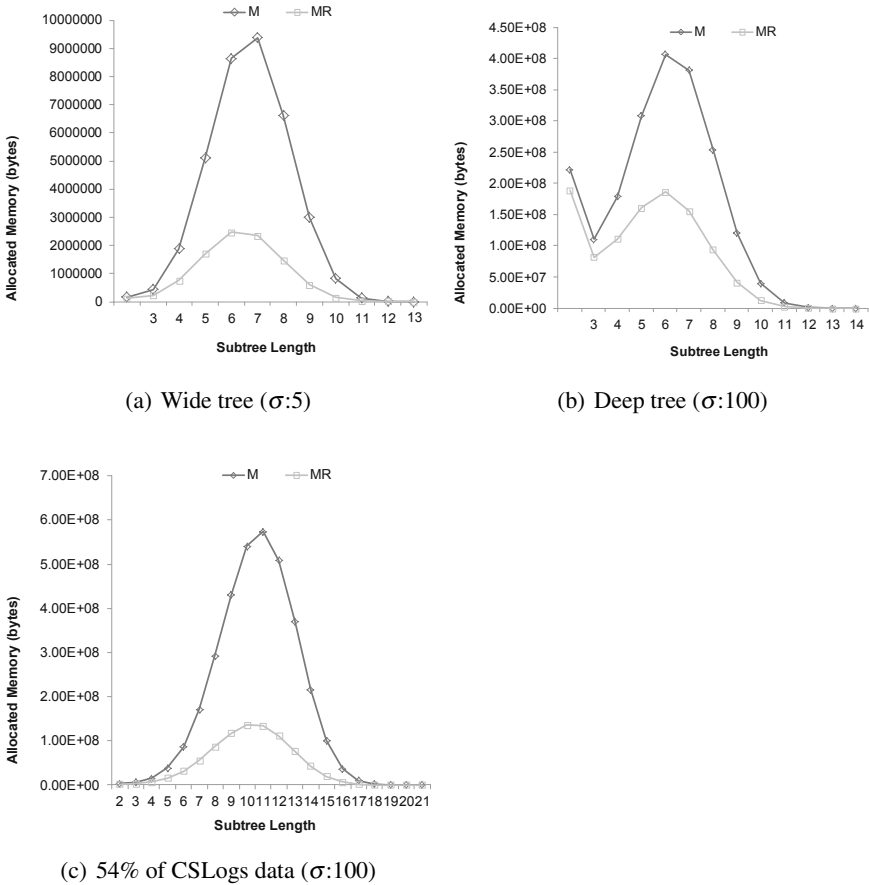 M MR
10000000
9000000
8000000
7000000
6000000
5000000
4000000
3000000
2000000
1000000
0
Allocated Memory (bytes)
3 4 5 6 7 8 9 10 11 12 13
Subtree Length
(a) Wide tree (σ:5)
M MR
4.50E+08
4.00E+08
3.50E+08
3.00E+08
2.50E+08
2.00E+08
1.50E+08
1.00E+08
5.00E+07
0.00E+00
Allocated Memory (bytes)
3 4 5 6 7 8 9 10 11 12 13 14
Subtree Length
(b) Deep tree (σ:100)
M MR
7.00E+08
6.00E+08
5.00E+08
4.00E+08
3.00E+08
2.00E+08
1.00E+08
0.00E+00
Allocated Memory (bytes)
2 3 4 5 6 7 8 9 10 11 12 13 14 15 16 17 18 19 20 21
Subtree Length
(c) 54% of CSLogs data (σ:100)